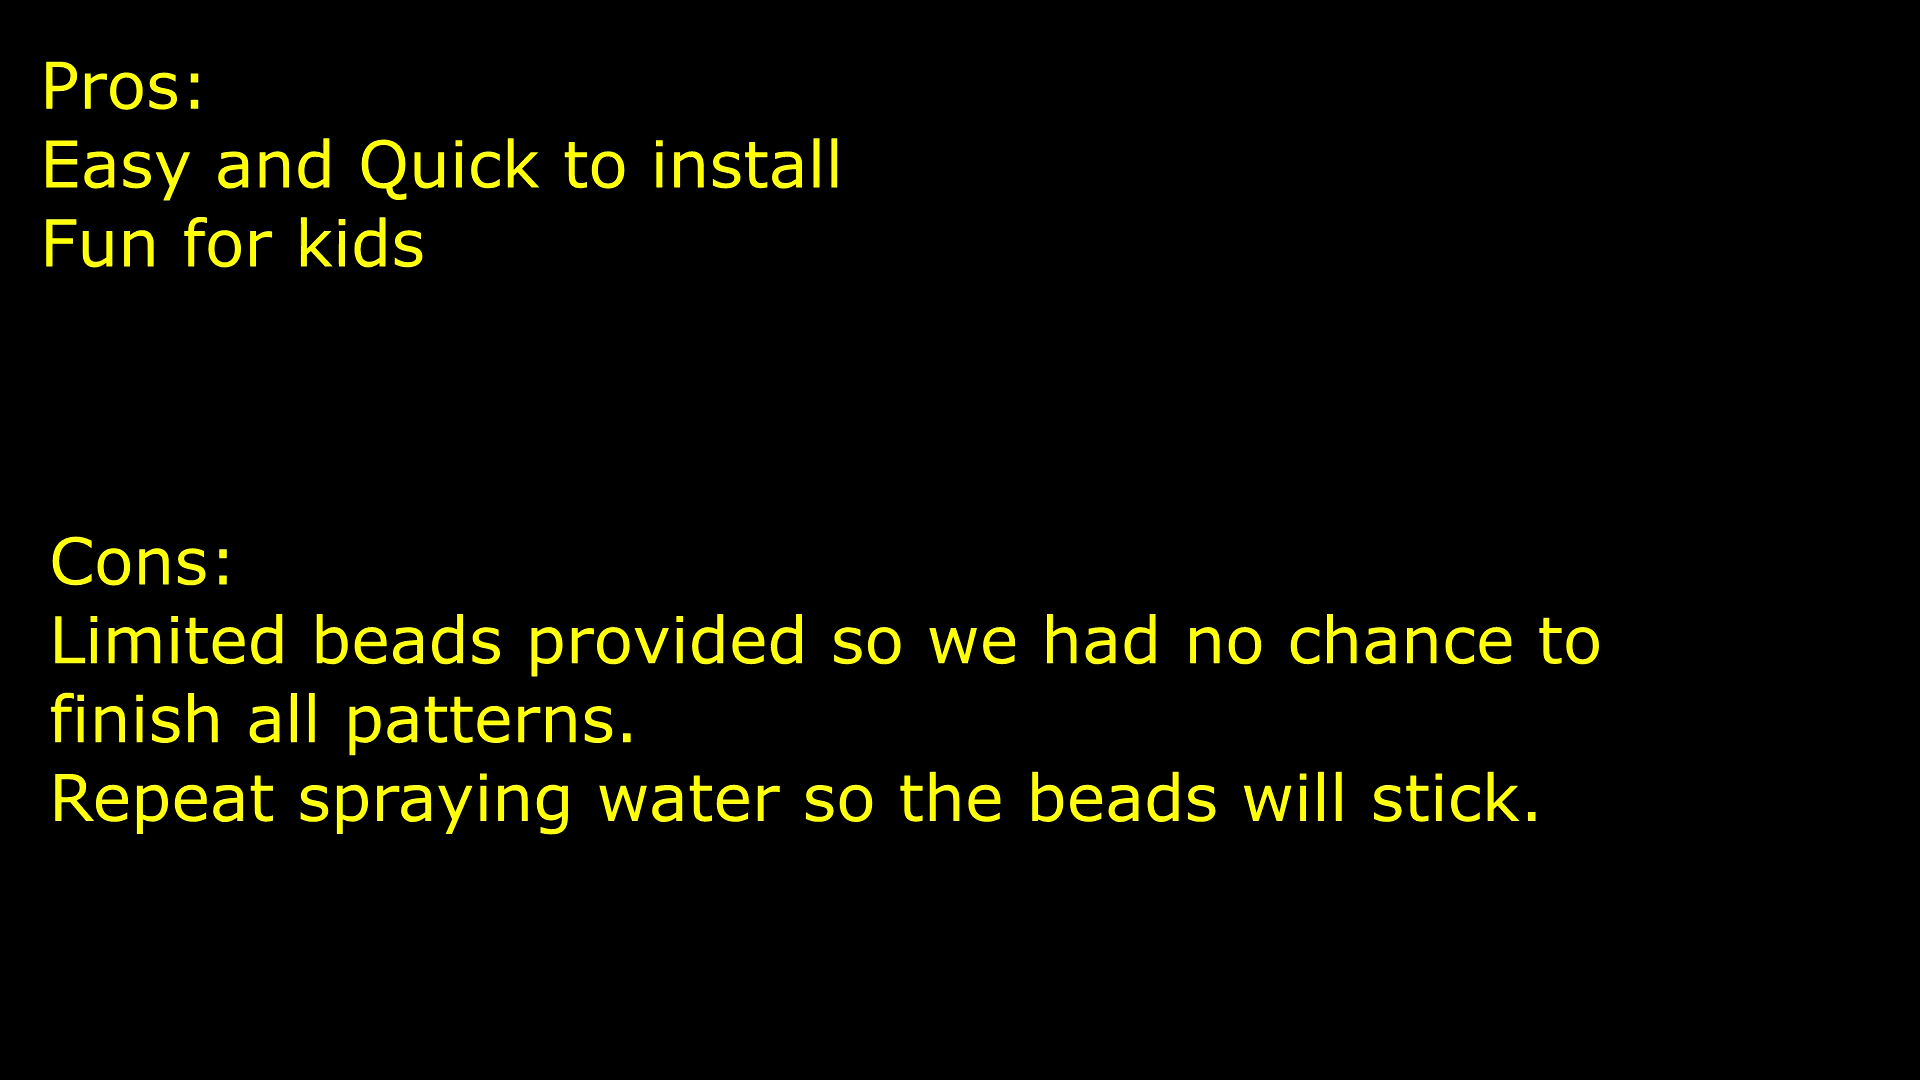 Pros:
Easy and Quick to install
Fun for kids
Cons:
Limited beads provided so we had no chance to
finish all patterns.
Repeat spraying water so the beads will stick.